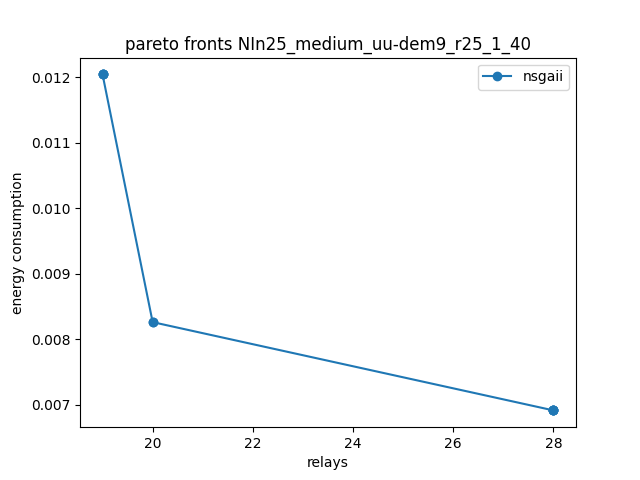 pareto fronts NIn25_medium_uu-dem9_r25_1_40
nsgaii
energy consumption
0.012
0.011
0.010
0.009
0.008
0.007
20 22 24 26 28
relays